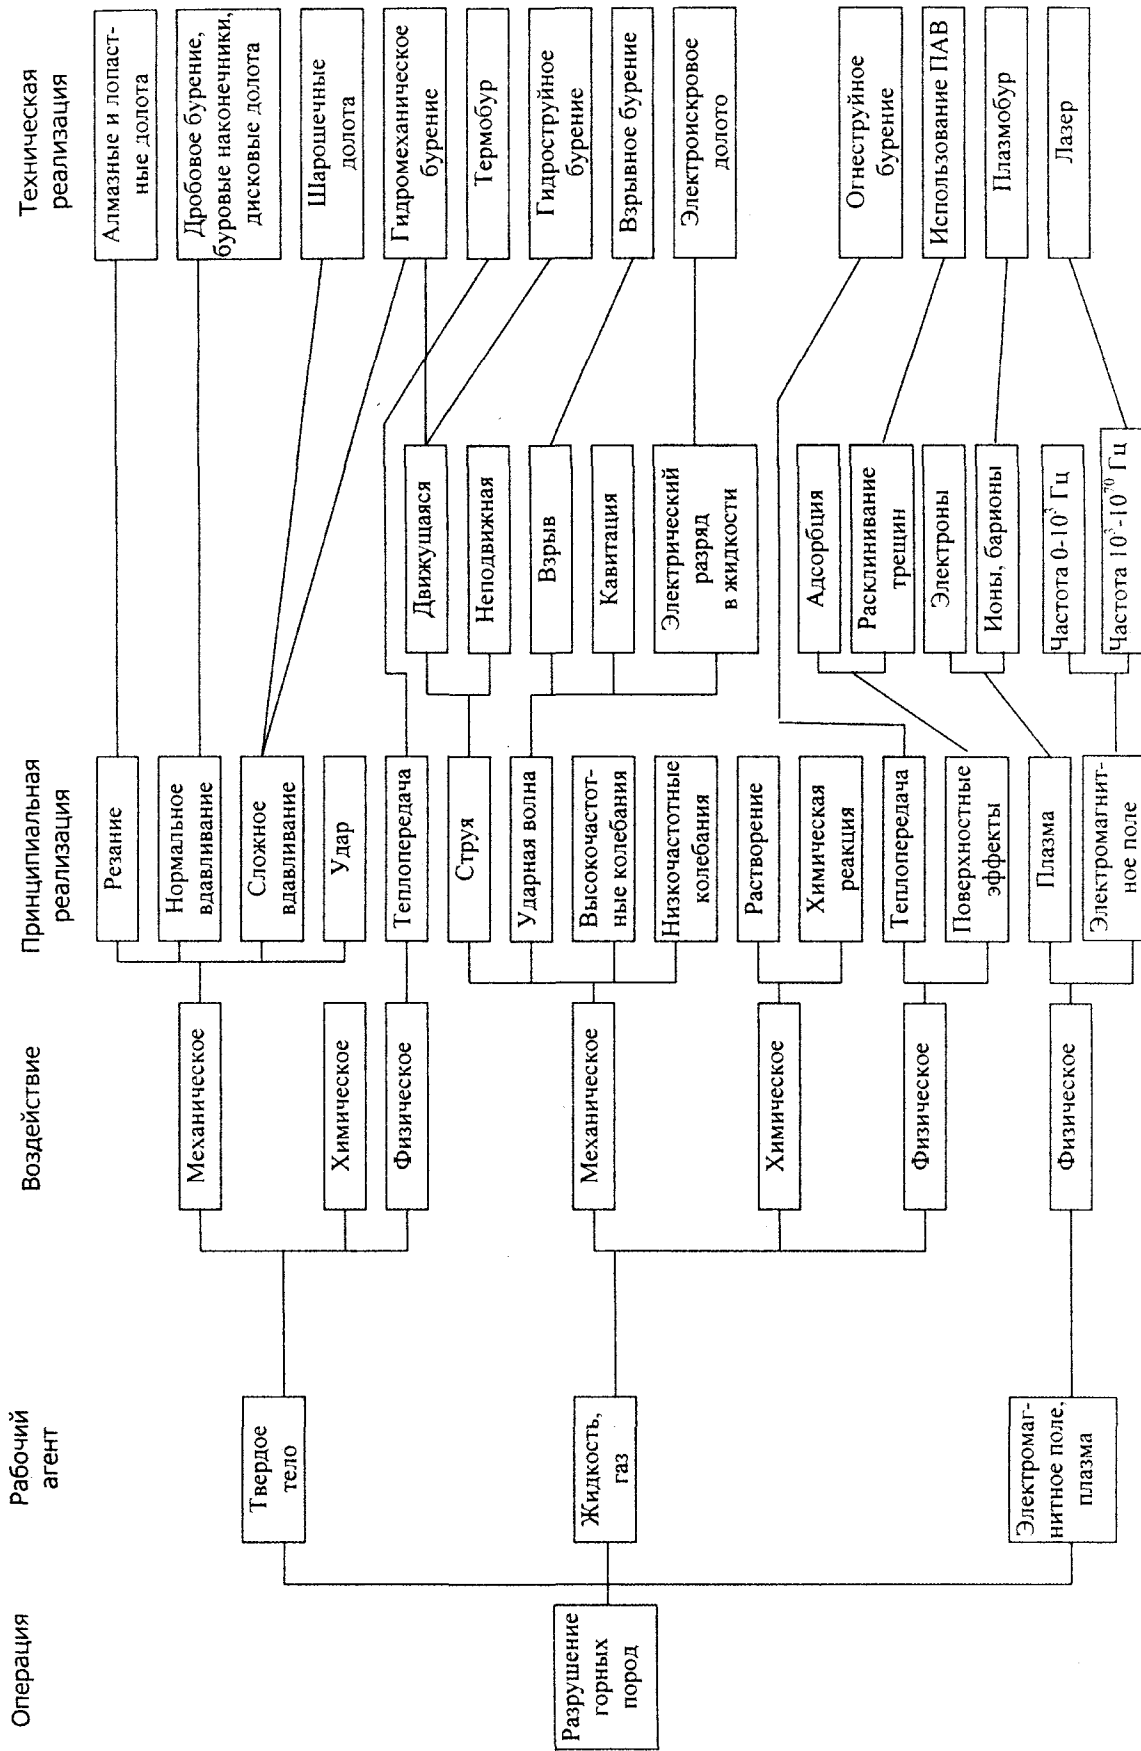 Операция
Рабочий
агент
Воздействие
Принципиальная
реализация
Техническая
реализация
Разрушение
горных
пород
Твердое
тело
Жидкость,
газ
Электромаг-
нитное поле,
плазма
Механическое
Химическое
Физическое
Механическое
Химическое
Физическое
Физическое
Резание
Нормальное
вдавливание
Сложное
вдавливание
Удар
Теплопередача
Струя
Ударная волна
Высокочастот-
ные колебания
Низкочастотные
колебания
Растворение
Химическая
реакция
Теплопередача
Поверхностные
эффекты
Плазма
Электромагнит-
ное поле
Движущаяся
Неподвижная
Взрыв
Кавитация
Электрический
разряд
в жидкости
Адсорбция
Расклинивание
трещин
Электроны
Ионы, барионы
Частота 0-10³ Гц
Частота 10³-10⁷⁰ Гц
Алмазные и лопаст-
ные долота
Дробовое бурение,
буровые наконечники,
дисковые долота
Шарошечные
долота
Гидромеханическое
бурение
Термобур
Гидроструйное
бурение
Взрывное бурение
Электроискровое
долото
Огнеструйное
бурение
Использование ПАВ
Плазмобур
Лазер